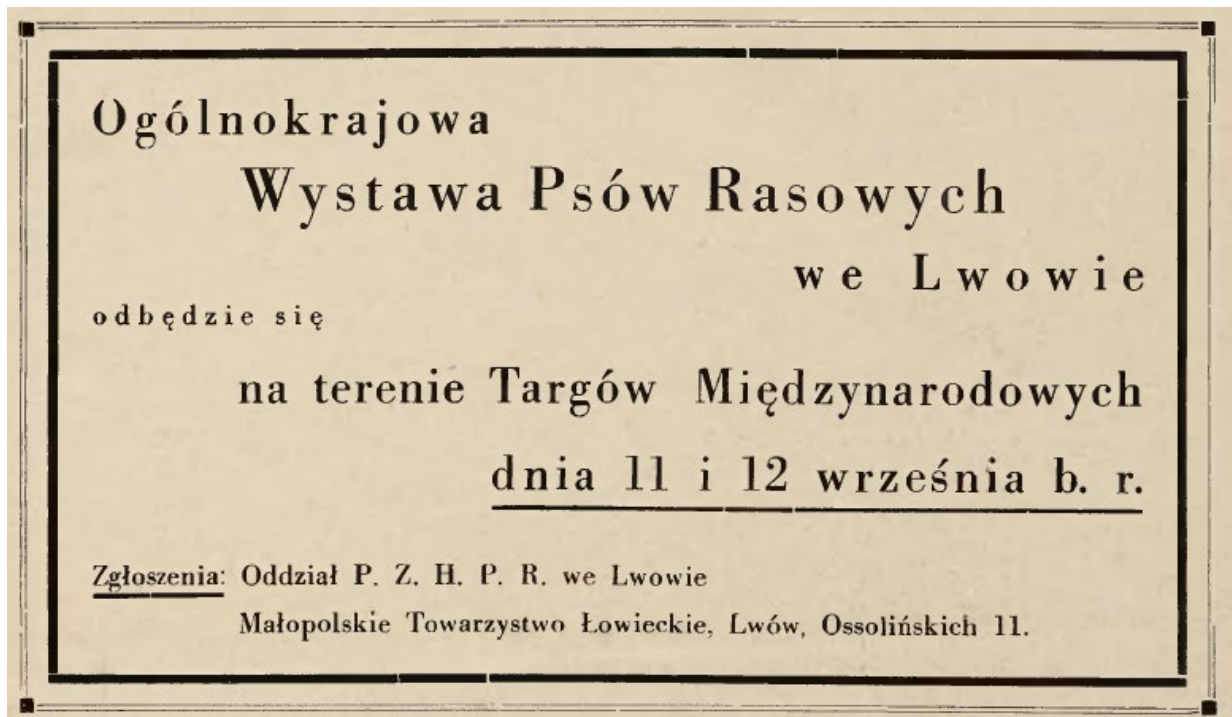 Ogólnokrajowa
Wystawa Psów Rasowych
we Lwowie
odbędzie się
na terenie Targów Międzynarodowych
dnia 11 i 12 września b. r.
Zgłoszenia: Oddział P. Z. H. P. R. we Lwowie
Małopolskie Towarzystwo Łowieckie, Lwów, Ossolińskich 11.